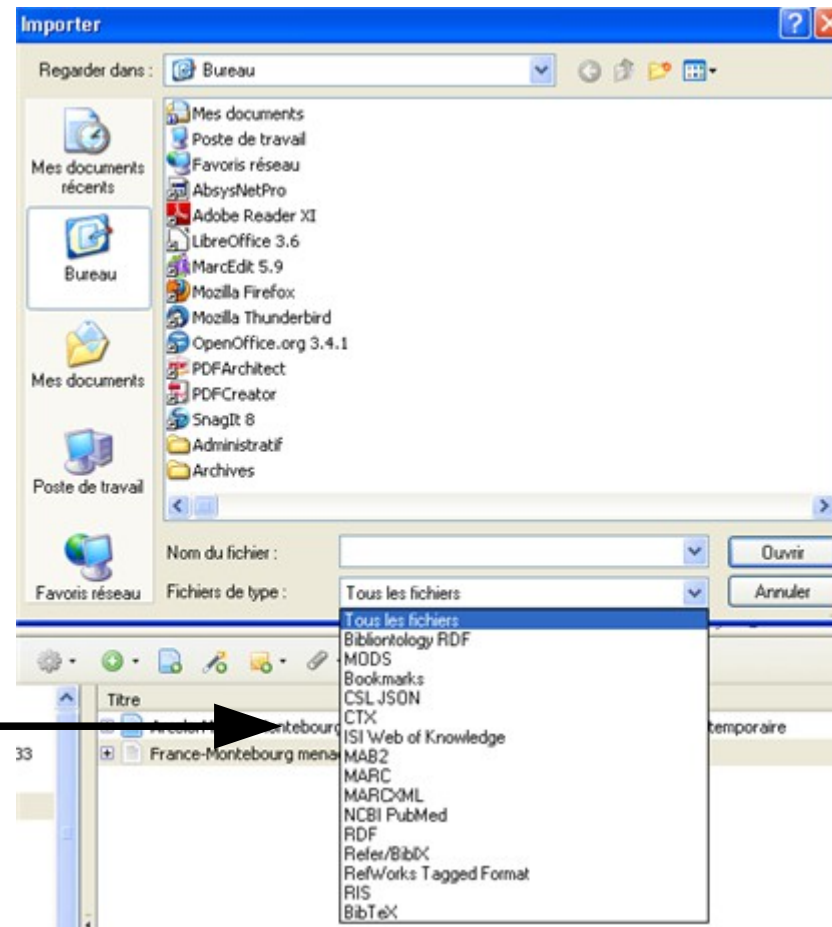 Importer
Regarder dans :
Bureau
Mes documents récents
Bureau
Mes documents
Poste de travail
Favoris réseau
Mes documents
Poste de travail
Favoris réseau
AbsysNetPro
Adobe Reader XI
LibreOffice 3.6
MarcEdit 5.9
Mozilla Firefox
Mozilla Thunderbird
OpenOffice.org 3.4.1
PDFArchitect
PDFCreator
SnagIt 8
Administratif
Archives
Nom du fichier :
Ouvrir
Fichiers de type :
Tous les fichiers
Annuler
Tous les fichiers
Bibliontology RDF
MODS
Bookmarks
CSL JSON
CTX
ISI Web of Knowledge
MAB2
MARC
MARCXML
NCBI PubMed
RDF
Refer/BibIX
RefWorks Tagged Format
RIS
BibTeX
Titre
temporaire
33
France-Montebourg